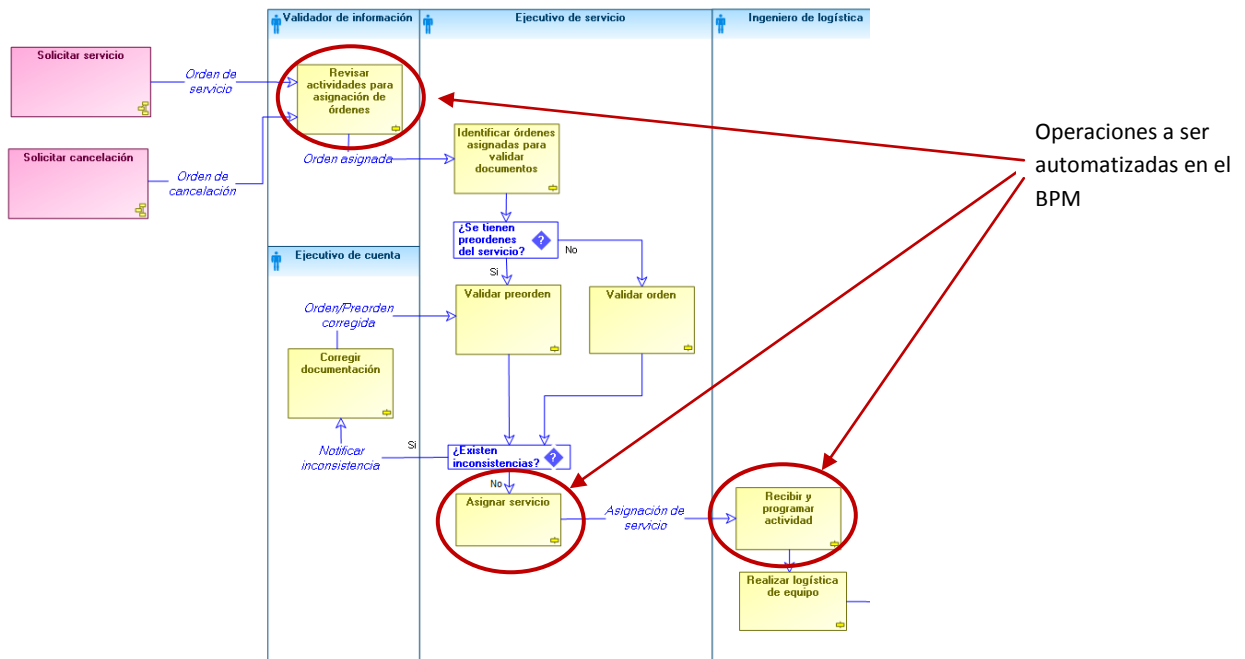 Validador de información
Ejecutivo de servicio
Ingeniero de logística
Solicitar servicio
Orden de
servicio
Revisar
actividades para
asignación de
órdenes
Operaciones a ser
automatizadas en el
BPM
Solicitar cancelación
Orden de
cancelación
Orden asignada
Identificar órdenes
asignadas para
validar
documentos
¿Se tienen
preordenes
del servicio?
?
No
Si
Ejecutivo de cuenta
Orden/Preorden
corregida
Validar preorden
Validar orden
Corregir
documentación
Notificar
inconsistencia
Si
¿Existen
inconsistencias?
?
No
Asignar servicio
Asignación de
servicio
Recibir y
programar
actividad
Realizar logística
de equipo